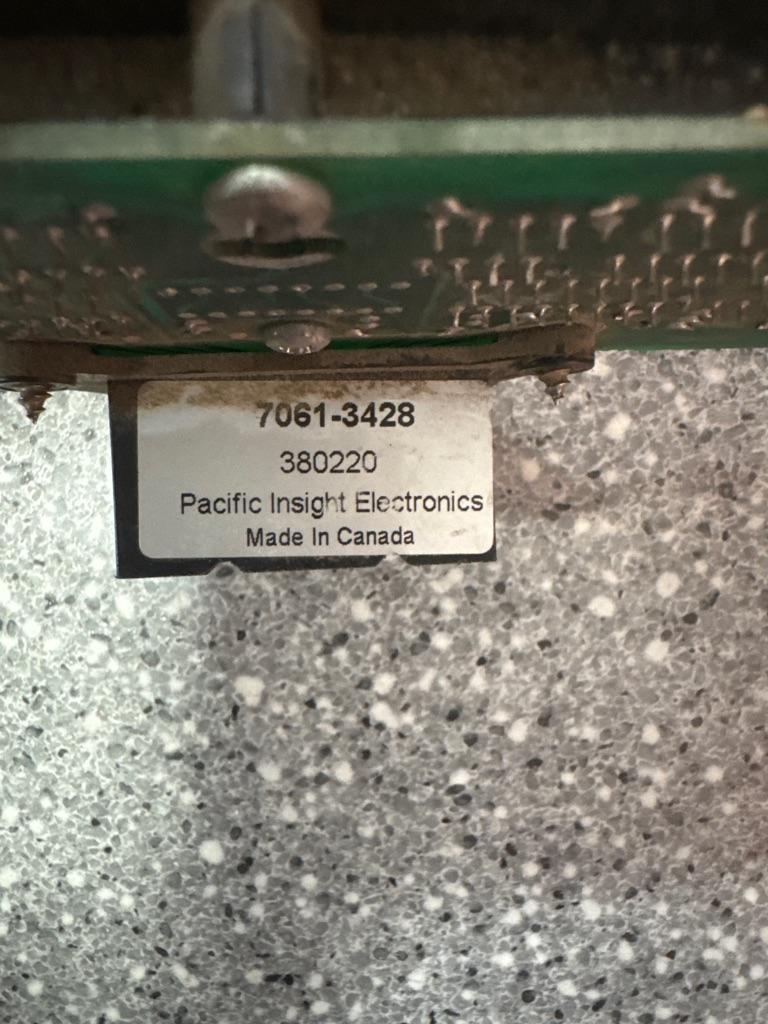 7061-3428
380220
Pacific Insight Electronics
Made In Canada